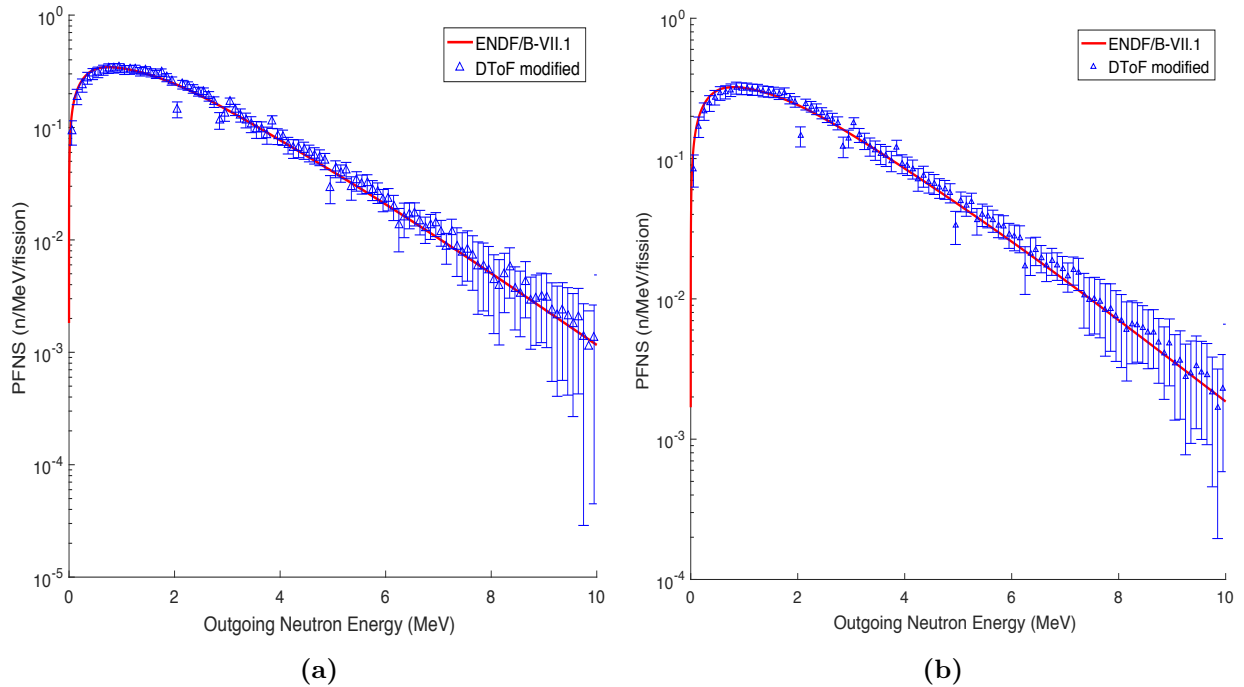 10^0
10^-1
10^-2
10^-3
10^-4
10^-5
PFNS (n/MeV/fission)
0 2 4 6 8 10
Outgoing Neutron Energy (MeV)
ENDF/B-VII.1
DToF modified
(a)
10^0
10^-1
10^-2
10^-3
10^-4
PFNS (n/MeV/fission)
0 2 4 6 8 10
Outgoing Neutron Energy (MeV)
ENDF/B-VII.1
DToF modified
(b)